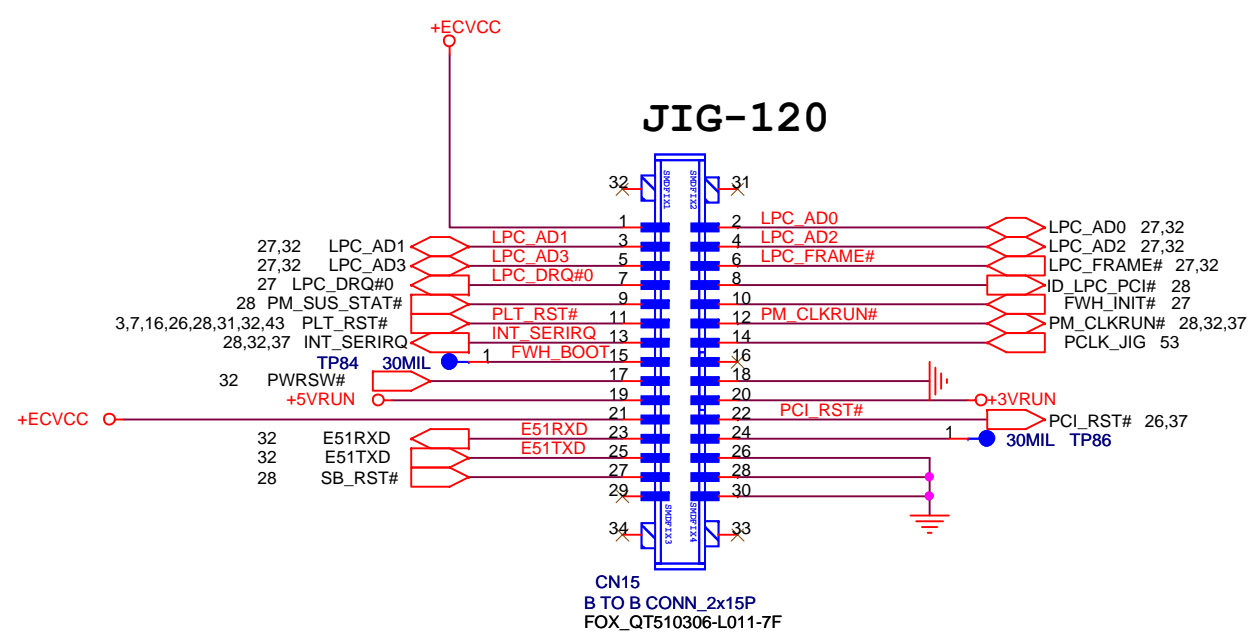 +ECVCC
JIG-120
32 SMDFIX1 SMDFIX2 31
1 2 LPC_AD0 LPC_AD0 27,32
27,32 LPC_AD1 LPC_AD1 3 4 LPC_AD2 LPC_AD2 27,32
27,32 LPC_AD3 LPC_AD3 5 6 LPC_FRAME# LPC_FRAME# 27,32
27 LPC_DRQ#0 LPC_DRQ#0 7 8 ID_LPC_PCI# 28
28 PM_SUS_STAT# 9 10 FWH_INIT# 27
3,7,16,26,28,31,32,43 PLT_RST# PLT_RST# 11 12 PM_CLKRUN# PM_CLKRUN# 28,32,37
28,32,37 INT_SERIRQ INT_SERIRQ 13 14 PCLK_JIG 53
TP84 30MIL 1 FWH_BOOT 15 16
32 PWRSW# 17 18
+5VRUN 19 20 +3VRUN
+ECVCC 21 22 PCI_RST# PCI_RST# 26,37
32 E51RXD E51RXD 23 24 1 30MIL TP86
32 E51TXD E51TXD 25 26
28 SB_RST# 27 28
29 30
34 SMDFIX3 SMDFIX4 33
CN15
B TO B CONN_2x15P
FOX_QT510306-L011-7F